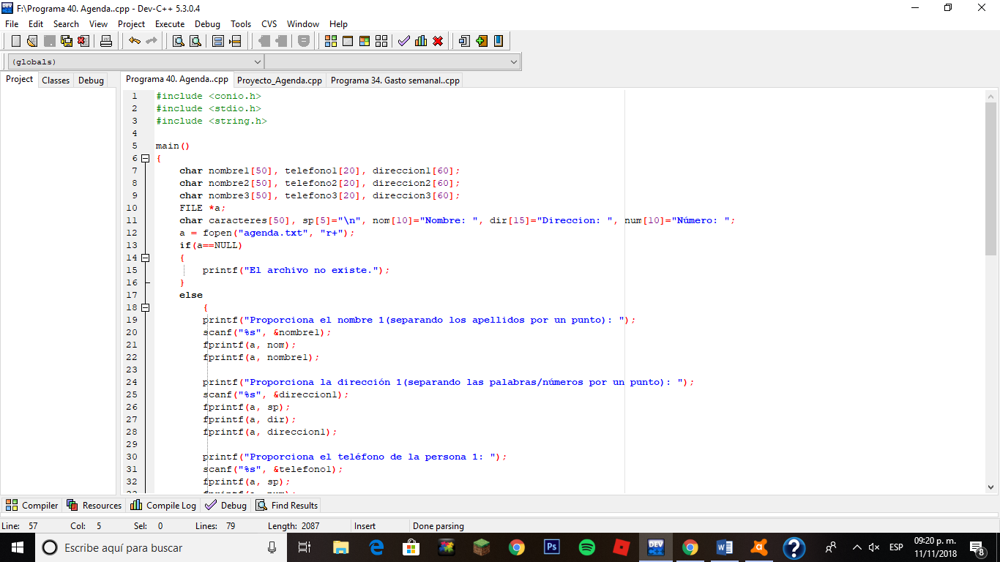 F:\Programa 40. Agenda..cpp - Dev-C++ 5.3.0.4
File Edit Search View Project Execute Debug Tools CVS Window Help
(globals)
Project Classes Debug
Programa 40. Agenda..cpp Proyecto_Agenda.cpp Programa 34. Gasto semanal..cpp
1 #include <conio.h>
2 #include <stdio.h>
3 #include <string.h>
4
5 main()
6 {
7 char nombre1[50], telefono1[20], direccion1[60];
8 char nombre2[50], telefono2[20], direccion2[60];
9 char nombre3[50], telefono3[20], direccion3[60];
10 FILE *a;
11 char caracteres[50], sp[5]="\n", nom[10]="Nombre: ", dir[15]="Direccion: ", num[10]="Número: ";
12 a = fopen("agenda.txt", "r+");
13 if(a==NULL)
14 {
15 printf("El archivo no existe.");
16 }
17 else
18 {
19 printf("Proporciona el nombre 1(separando los apellidos por un punto): ");
20 scanf("%s", &nombre1);
21 fprintf(a, nom);
22 fprintf(a, nombre1);
23
24 printf("Proporciona la dirección 1(separando las palabras/números por un punto): ");
25 scanf("%s", &direccion1);
26 fprintf(a, sp);
27 fprintf(a, dir);
28 fprintf(a, direccion1);
29
30 printf("Proporciona el teléfono de la persona 1: ");
31 scanf("%s", &telefono1);
32 fprintf(a, sp);
Compiler Resources Compile Log Debug Find Results
Line: 57 Col: 5 Sel: 0 Lines: 79 Length: 2087 Insert Done parsing
Escribe aquí para buscar
Ps
DEV
ESP
09:20 p. m.
11/11/2018
8